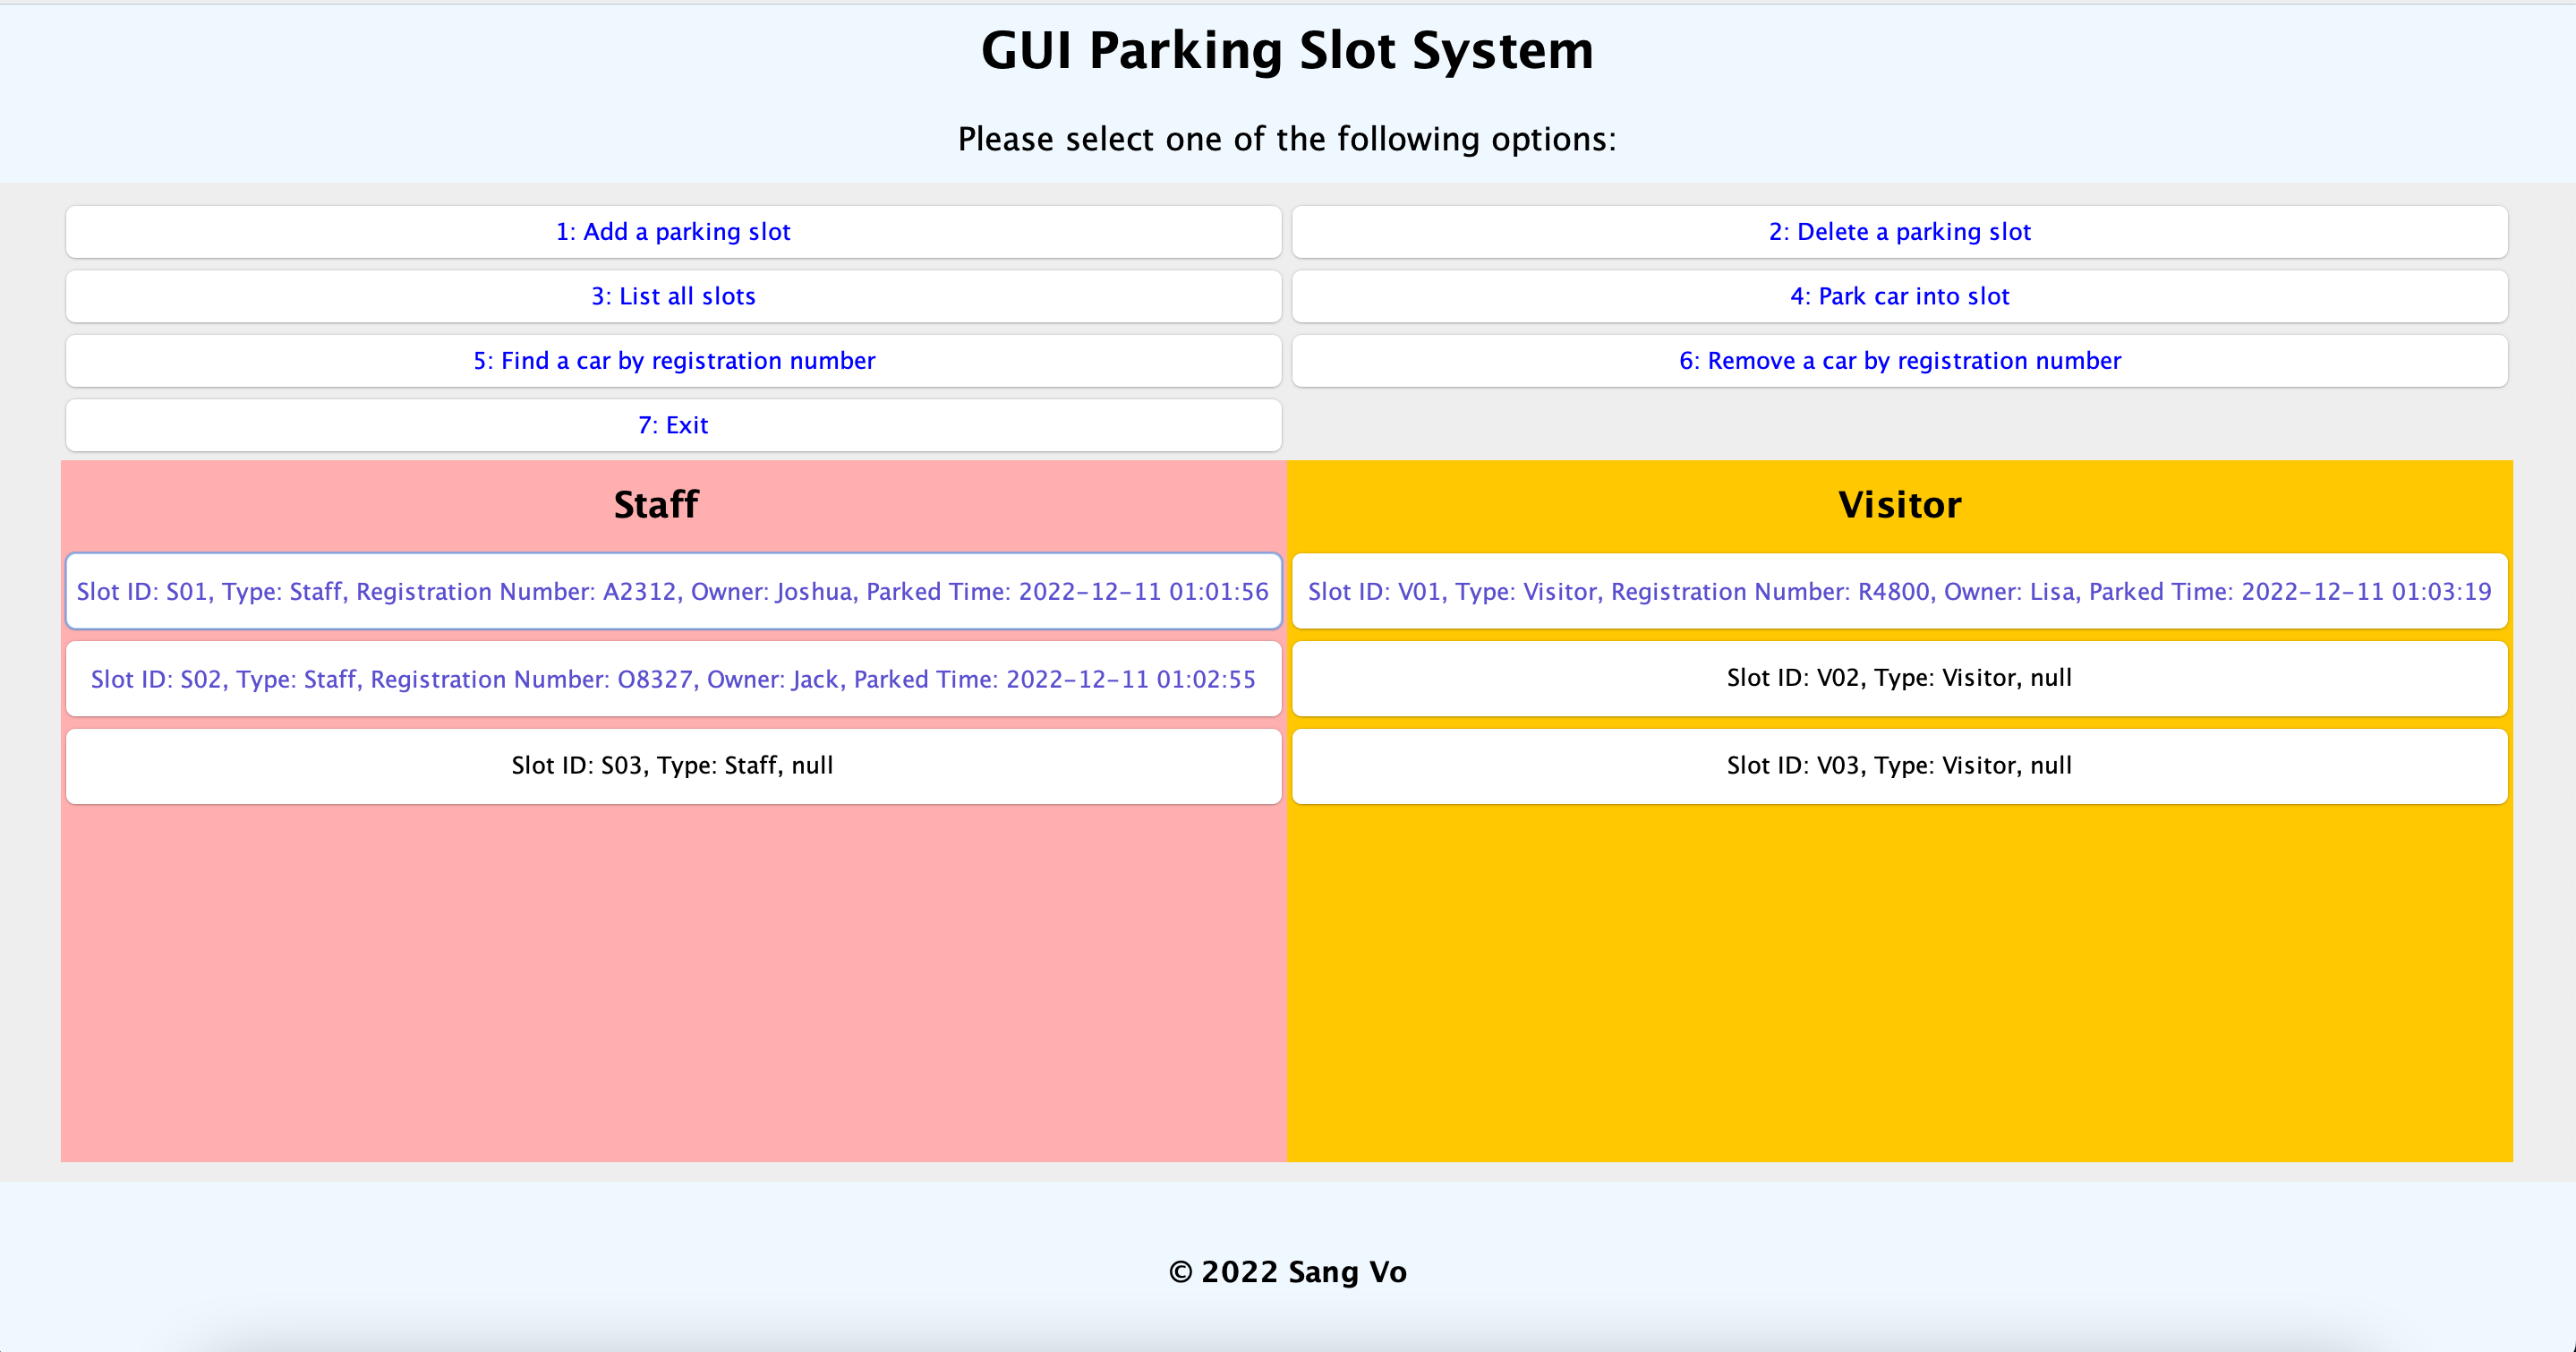 GUI Parking Slot System
Please select one of the following options:
1: Add a parking slot
2: Delete a parking slot
3: List all slots
4: Park car into slot
5: Find a car by registration number
6: Remove a car by registration number
7: Exit
Staff
Slot ID: S01, Type: Staff, Registration Number: A2312, Owner: Joshua, Parked Time: 2022-12-11 01:01:56
Slot ID: S02, Type: Staff, Registration Number: O8327, Owner: Jack, Parked Time: 2022-12-11 01:02:55
Slot ID: S03, Type: Staff, null
Visitor
Slot ID: V01, Type: Visitor, Registration Number: R4800, Owner: Lisa, Parked Time: 2022-12-11 01:03:19
Slot ID: V02, Type: Visitor, null
Slot ID: V03, Type: Visitor, null
© 2022 Sang Vo